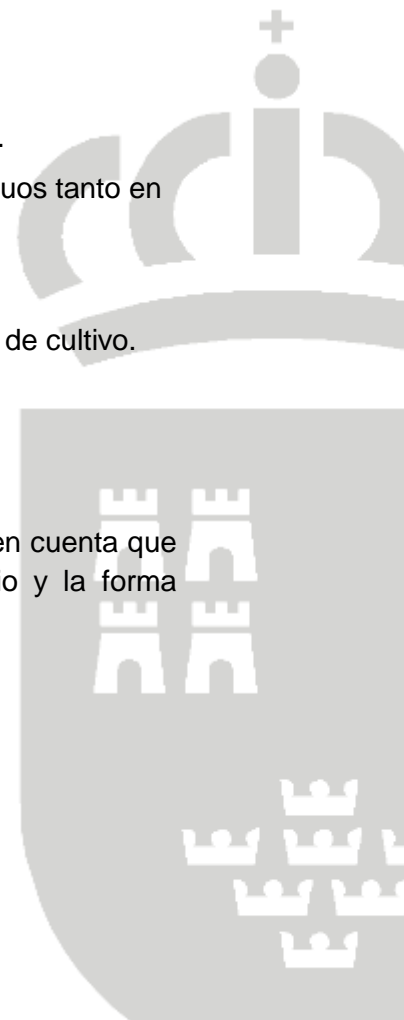 .
uos tanto en
de cultivo.
en cuenta que
o y la forma